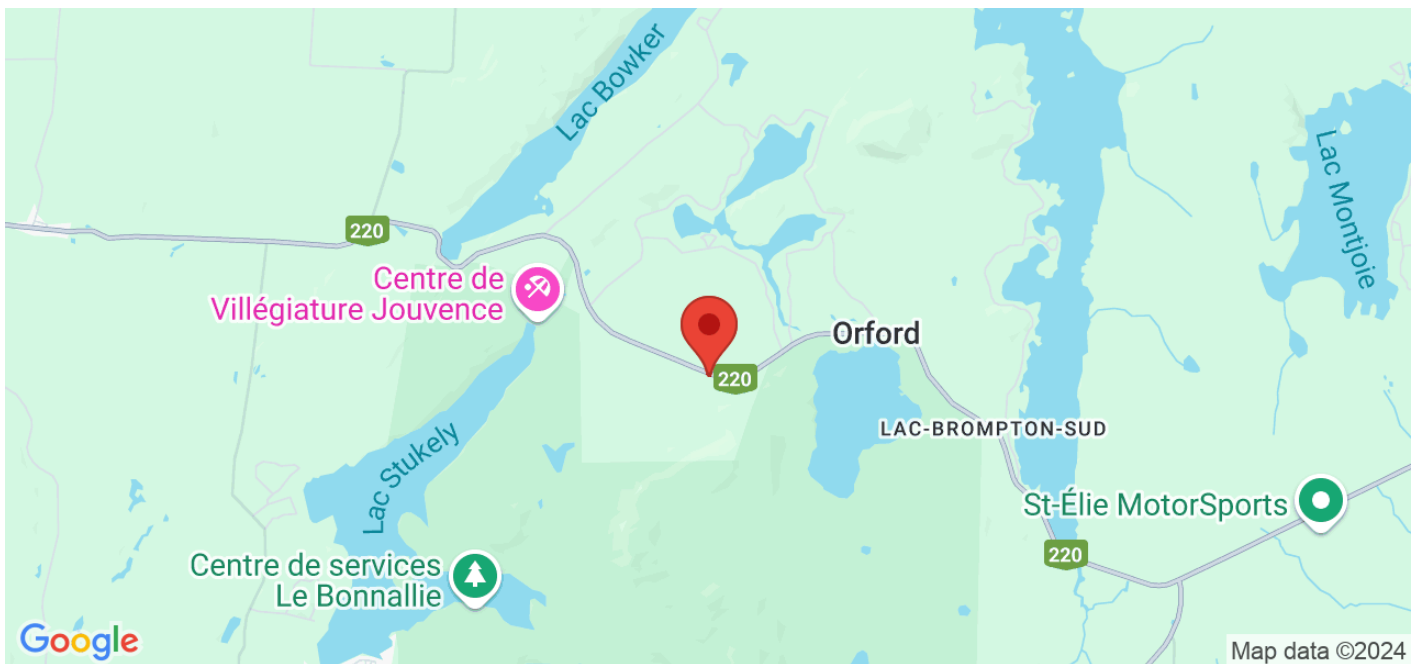 Lac Bowker
Lac Montjoie
220
Centre de
Villégiature Jouvence
Orford
220
LAC-BROMPTON-SUD
Lac Stukely
St-Élie MotorSports
220
Centre de services
Le Bonnallie
Google
Map data ©2024